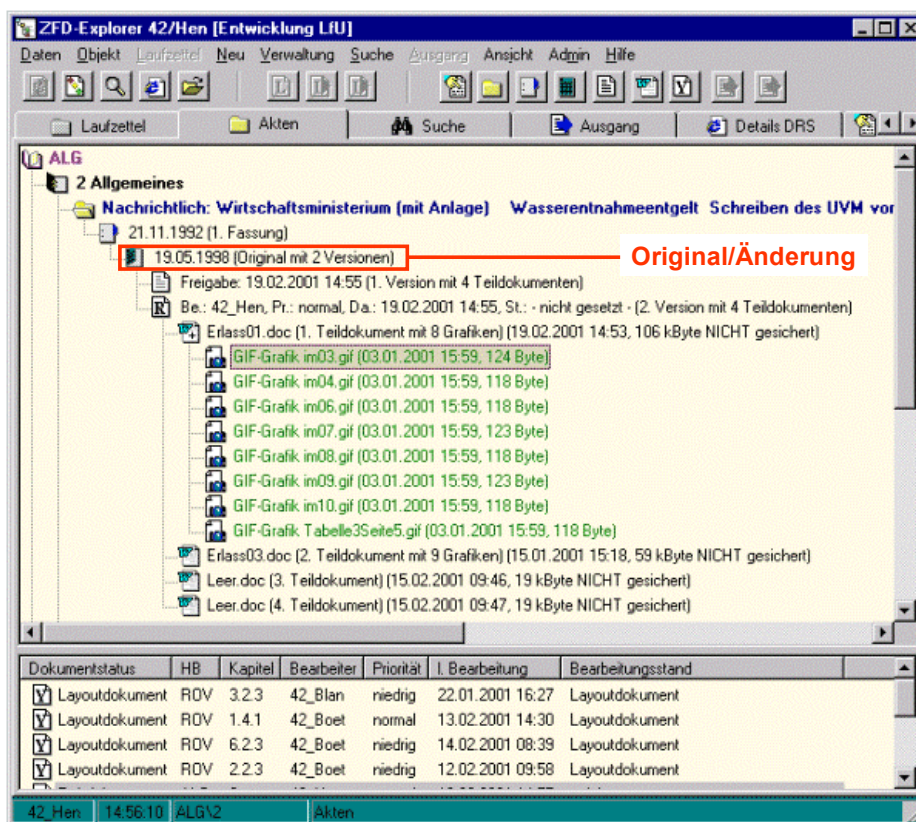 ZFD-Explorer 42/Hen [Entwicklung LfU]
Daten Objekt Laufzettel Neu Verwaltung Suche Ausgang Ansicht Admin Hilfe
Laufzettel Akten Suche Ausgang Details DRS
ALG
2 Allgemeines
Nachrichtlich: Wirtschaftsministerium (mit Anlage) Wasserentnahmeentgelt Schreiben des UVM vor
21.11.1992 (1. Fassung)
19.05.1998 (Original mit 2 Versionen) Original/Änderung
Freigabe: 19.02.2001 14:55 (1. Version mit 4 Teildokumenten)
Be.: 42_Hen, Pr.: normal, Da.: 19.02.2001 14:55, St.: - nicht gesetzt - (2. Version mit 4 Teildokumenten)
Erlass01.doc (1. Teildokument mit 8 Grafiken) (19.02.2001 14:53, 106 kByte NICHT gesichert)
GIF-Grafik im03.gif (03.01.2001 15:59, 124 Byte)
GIF-Grafik im04.gif (03.01.2001 15:59, 118 Byte)
GIF-Grafik im06.gif (03.01.2001 15:59, 118 Byte)
GIF-Grafik im07.gif (03.01.2001 15:59, 123 Byte)
GIF-Grafik im08.gif (03.01.2001 15:59, 118 Byte)
GIF-Grafik im09.gif (03.01.2001 15:59, 123 Byte)
GIF-Grafik im10.gif (03.01.2001 15:59, 118 Byte)
GIF-Grafik Tabelle3Seite5.gif (03.01.2001 15:59, 118 Byte)
Erlass03.doc (2. Teildokument mit 9 Grafiken) (15.01.2001 15:18, 59 kByte NICHT gesichert)
Leer.doc (3. Teildokument) (15.02.2001 09:46, 19 kByte NICHT gesichert)
Leer.doc (4. Teildokument) (15.02.2001 09:47, 19 kByte NICHT gesichert)
Dokumentstatus HB Kapitel Bearbeiter Priorität l. Bearbeitung Bearbeitungsstand
Layoutdokument ROV 3.2.3 42_Blan niedrig 22.01.2001 16:27 Layoutdokument
Layoutdokument ROV 1.4.1 42_Boet normal 13.02.2001 14:30 Layoutdokument
Layoutdokument ROV 6.2.3 42_Boet niedrig 14.02.2001 08:39 Layoutdokument
Layoutdokument ROV 2.2.3 42_Boet niedrig 12.02.2001 09:58 Layoutdokument
42_Hen 14:56:10 ALG\2 Akten